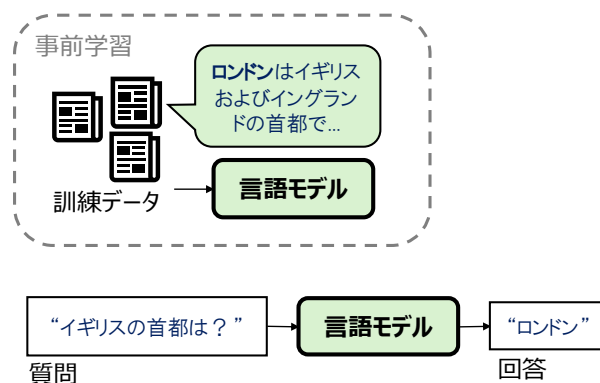 事前学習
ロンドンはイギリス
およびイングラン
ドの首都で...
訓練データ
言語モデル
“イギリスの首都は？”
言語モデル
“ロンドン”
質問
回答